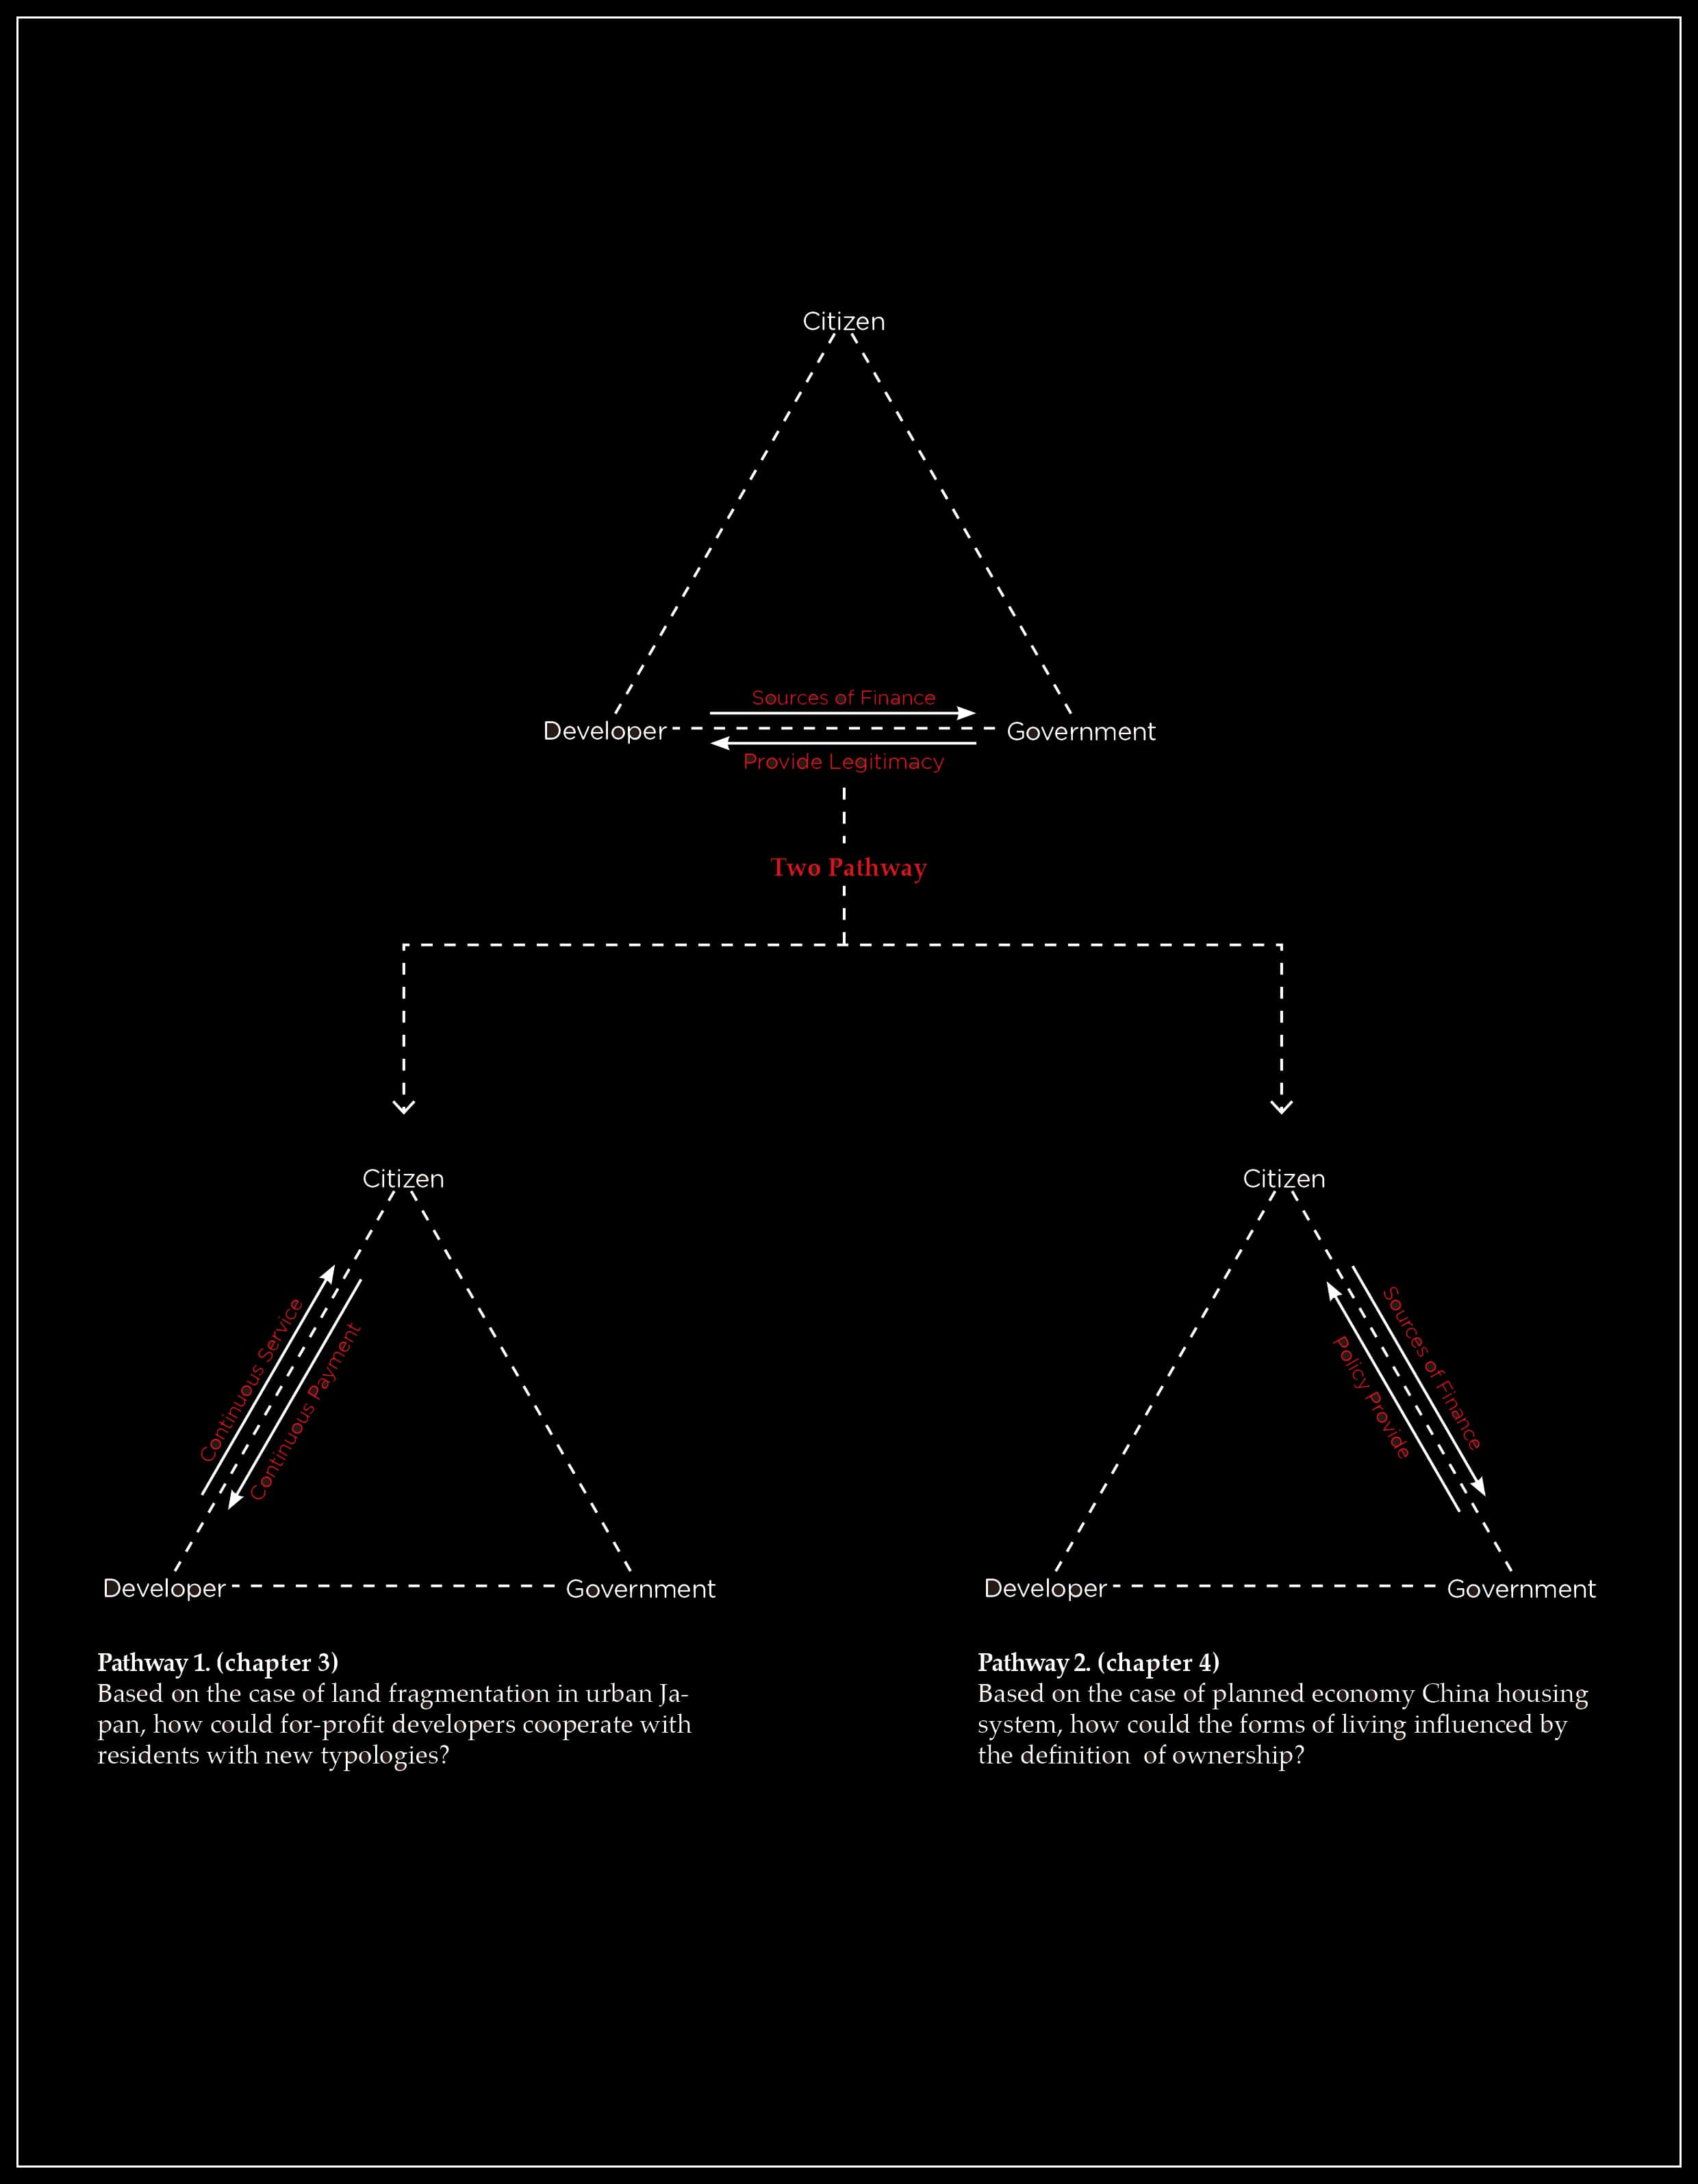 Citizen
Sources of Finance
Developer
Government
Provide Legitimacy
Two Pathway
Citizen
Continuous Service
Continuous Payment
Developer
Government
Citizen
Sources of Finance
Policy Provide
Developer
Government
Pathway 1. (chapter 3)
Based on the case of land fragmentation in urban Ja-
pan, how could for-profit developers cooperate with
residents with new typologies?
Pathway 2. (chapter 4)
Based on the case of planned economy China housing
system, how could the forms of living influenced by
the definition of ownership?